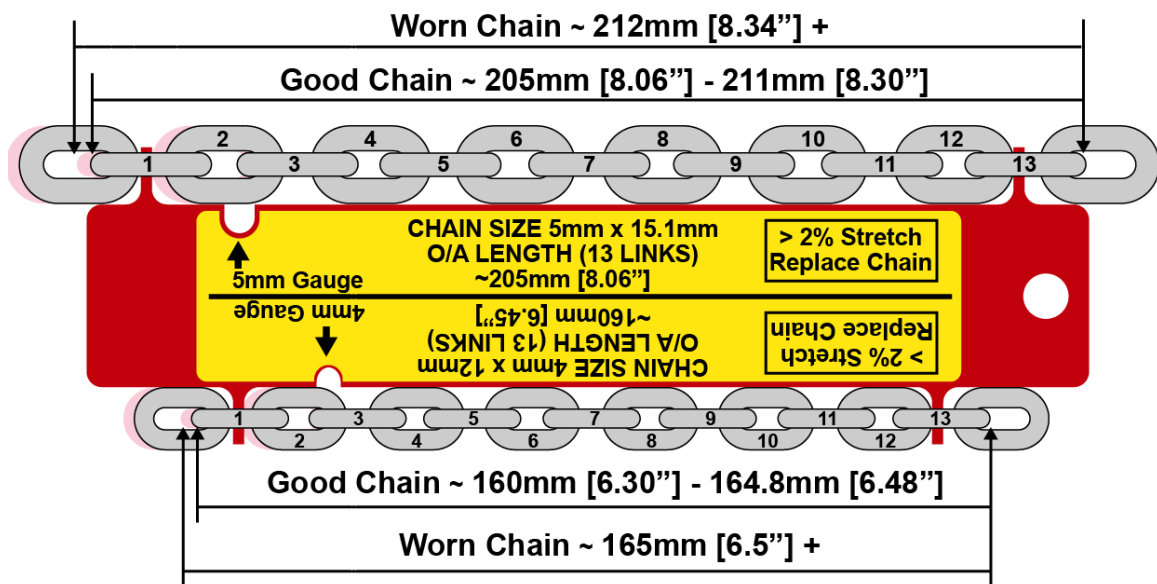 Worn Chain ~ 212mm [8.34”] +
Good Chain ~ 205mm [8.06”] - 211mm [8.30”]
2 4 6 8 10 12
1 3 5 7 9 11 13
CHAIN SIZE 5mm x 15.1mm
O/A LENGTH (13 LINKS)
~205mm [8.06”]
> 2% Stretch
Replace Chain
5mm Gauge
4mm Gauge
CHAIN SIZE 4mm x 12mm
O/A LENGTH (13 LINKS)
~160mm [6.45”]
> 2% Stretch
Replace Chain
1 3 5 7 9 11 13
2 4 6 8 10 12
Good Chain ~ 160mm [6.30”] - 164.8mm [6.48”]
Worn Chain ~ 165mm [6.5”] +